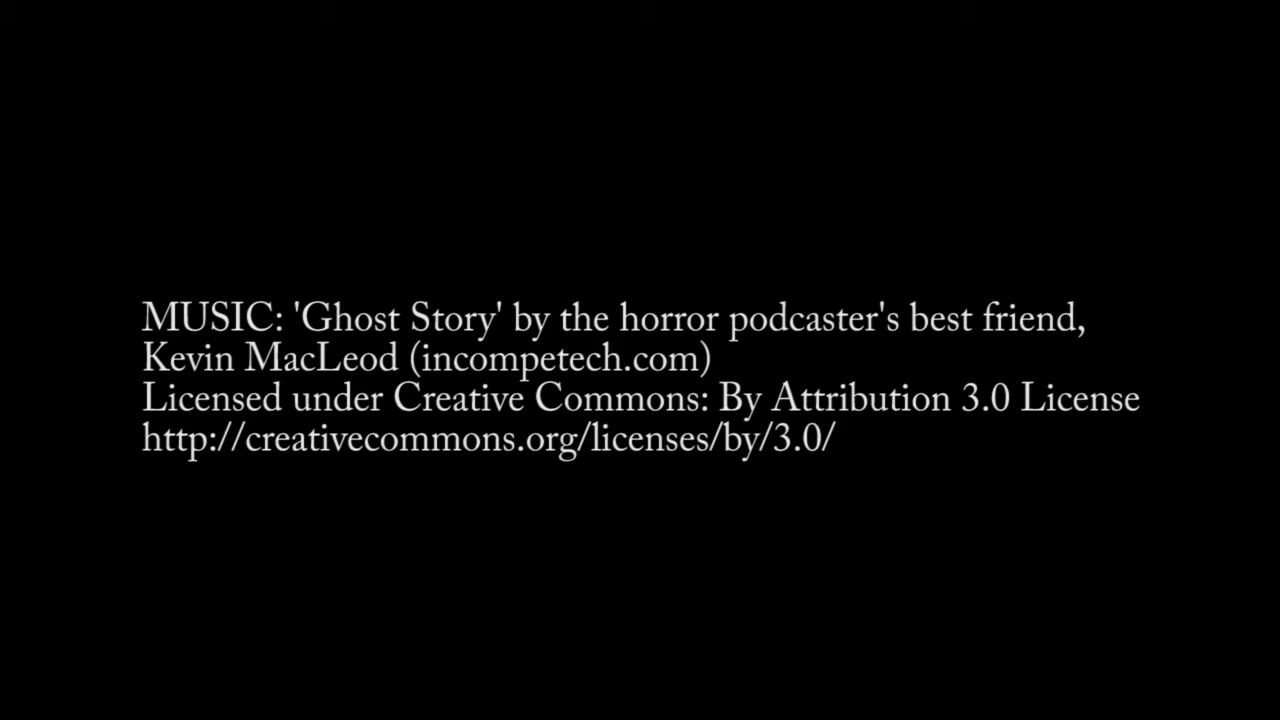 MUSIC: 'Ghost Story' by the horror podcaster's best friend,
Kevin MacLeod (incompetech.com)
Licensed under Creative Commons: By Attribution 3.0 License
http://creativecommons.org/licenses/by/3.0/